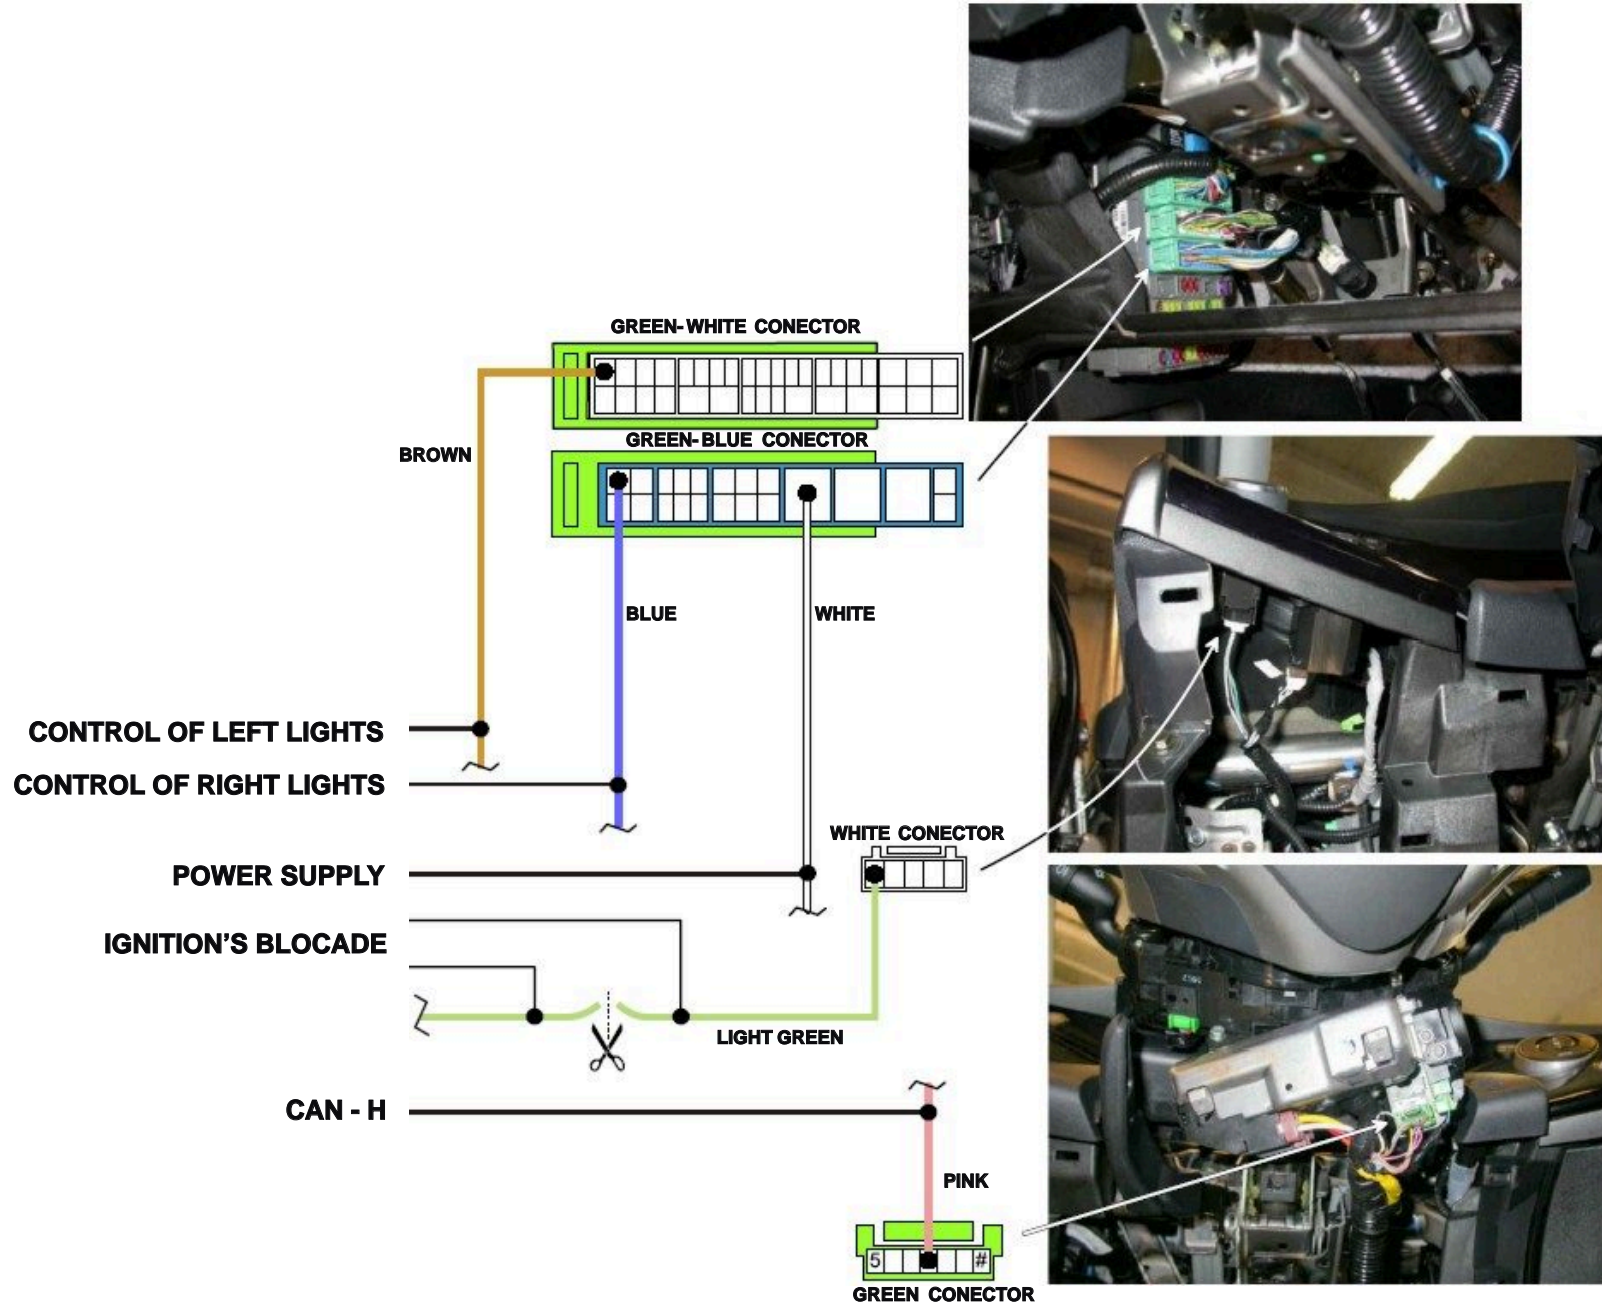 GREEN-WHITE CONECTOR
GREEN-BLUE CONECTOR
BROWN
BLUE
WHITE
CONTROL OF LEFT LIGHTS
CONTROL OF RIGHT LIGHTS
WHITE CONECTOR
POWER SUPPLY
IGNITION'S BLOCADE
LIGHT GREEN
CAN - H
PINK
5 #
GREEN CONECTOR